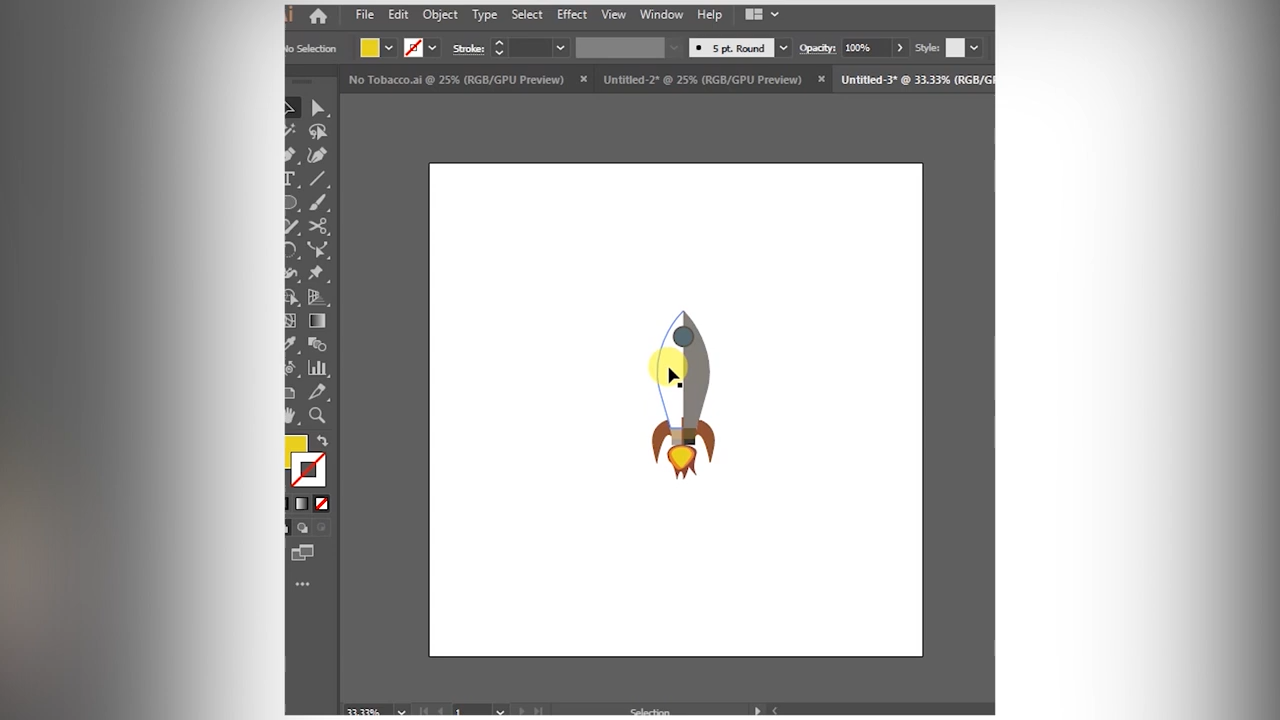 Ai File Edit Object Type Select Effect View Window Help
No Selection Stroke: 5 pt. Round Opacity: 100% Style:
No Tobacco.ai @ 25% (RGB/GPU Preview) × Untitled-2* @ 25% (RGB/GPU Preview) × Untitled-3* @ 33.33% (RGB/G
33.33% 1 Selection